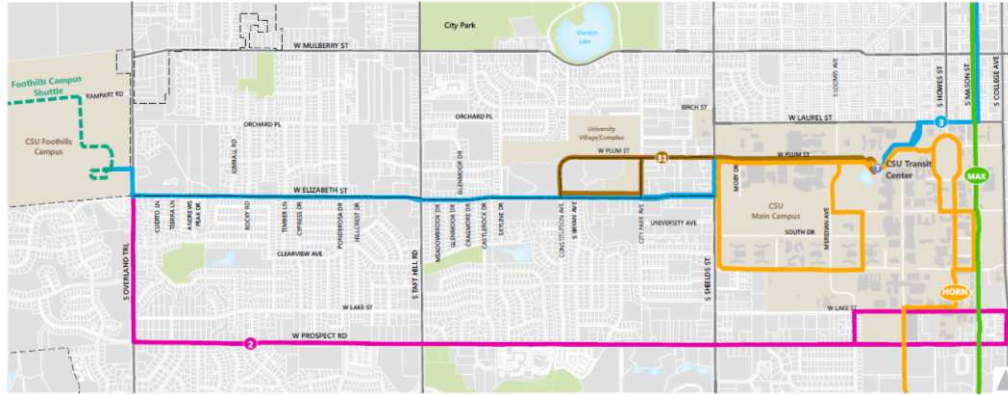 City Park
Sheldon
Lake
W MULBERRY ST
Foothills Campus
Shuttle
RAMPART RD
CSU Foothills
Campus
ORCHARD PL
KIMBALL RD
ORCHARD PL
GLENMOOR DR
BIRCH ST
University
Village/Complex
W PLUM ST
31
W LAUREL ST
S LOOMIS AVE
S HOWES ST
S MASON ST
S COLLEGE AVE
3
W PLUM ST
CSU Transit
Center
MAX
W ELIZABETH ST
CUERTO LN
TIERRA LN
ANDREWS
PEAK DR
ROCKY RD
TIMBER LN
CYPRESS DR
PONDEROSA DR
HILLCREST DR
CLEARVIEW AVE
MEADOWBROOK DR
GLENMOOR DR
CRAGMORE DR
CASTLEROCK DR
SKYLINE DR
CONSTITUTION AVE
S BRYAN AVE
CITY PARK AVE
UNIVERSITY AVE
MOBY DR
CSU
Main Campus
SOUTH DR
MERIDIAN AVE
S OVERLAND TRL
S TAFT HILL RD
S SHIELDS ST
HORN
W LAKE ST
W LAKE ST
W PROSPECT RD
2